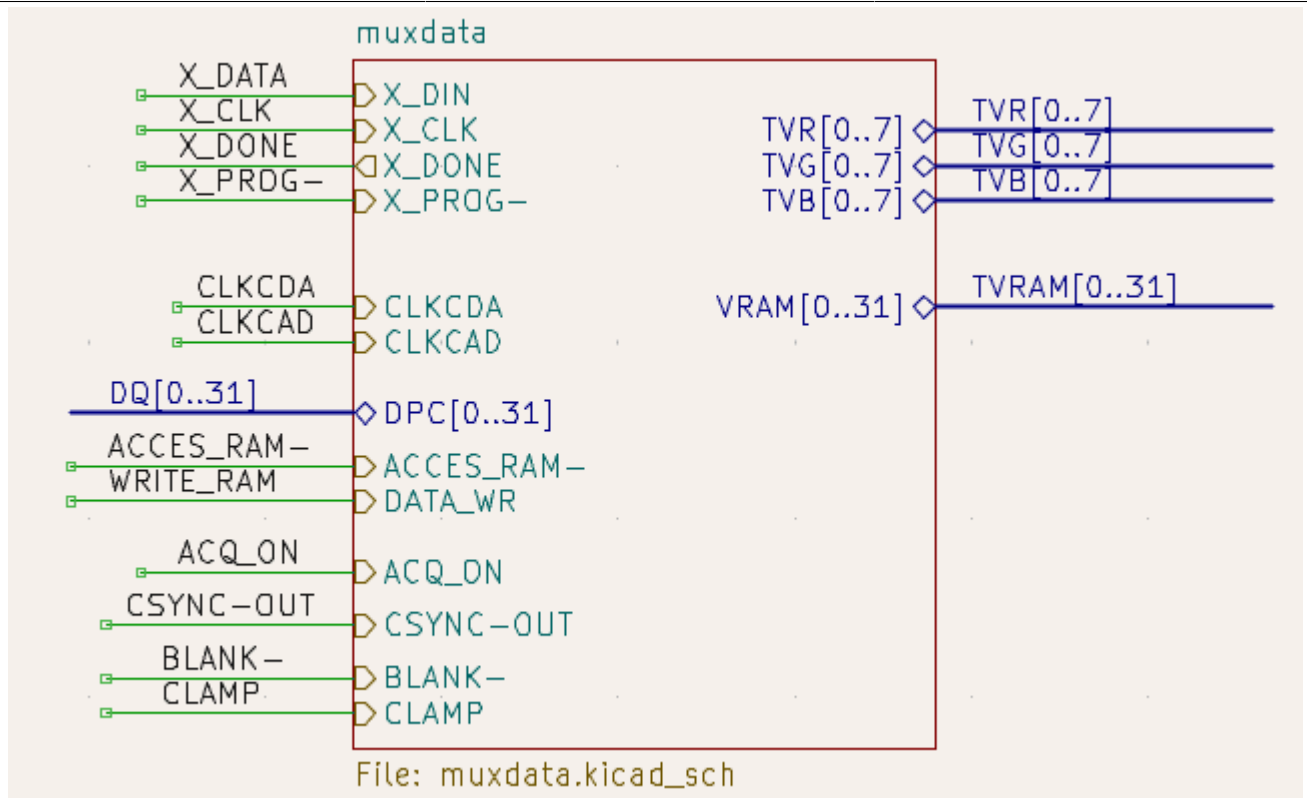 muxdata
X_DATA
X_DIN
X_CLK
X_CLK
X_DONE
X_DONE
X_PROG-
X_PROG-
TVR[0..7]
TVR[0..7]
TVG[0..7]
TVG[0..7]
TVB[0..7]
TVB[0..7]
CLKCDA
CLKCDA
CLKCAD
CLKCAD
VRAM[0..31]
TVRAM[0..31]
DQ[0..31]
DPC[0..31]
ACCES_RAM-
ACCES_RAM-
WRITE_RAM
DATA_WR
ACQ_ON
ACQ_ON
CSYNC-OUT
CSYNC-OUT
BLANK-
BLANK-
CLAMP
CLAMP
File: muxdata.kicad_sch